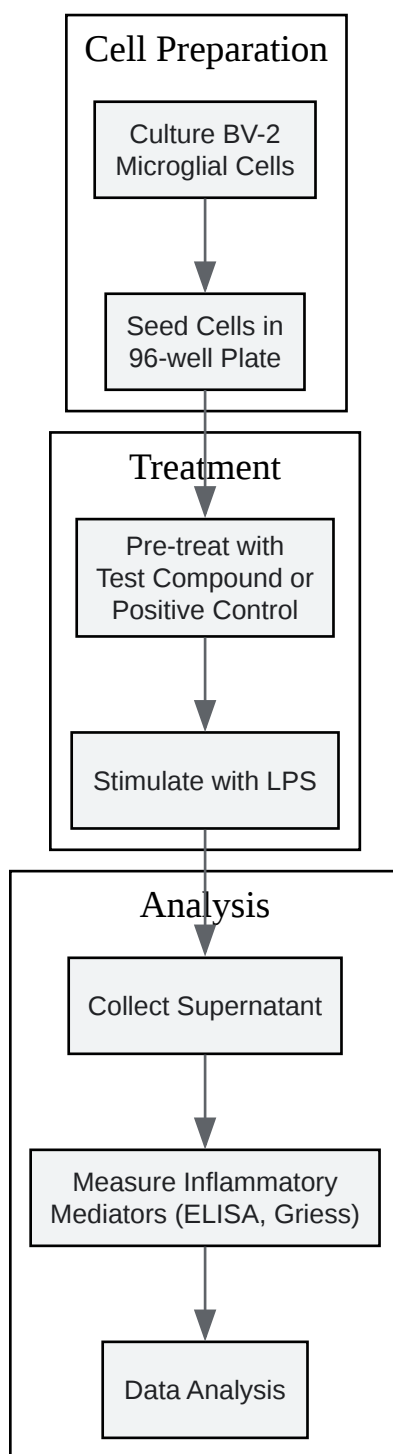 Cell Preparation
Culture BV-2
Microglial Cells
Seed Cells in
96-well Plate
Treatment
Pre-treat with
Test Compound or
Positive Control
Stimulate with LPS
Analysis
Collect Supernatant
Measure Inflammatory
Mediators (ELISA, Griess)
Data Analysis